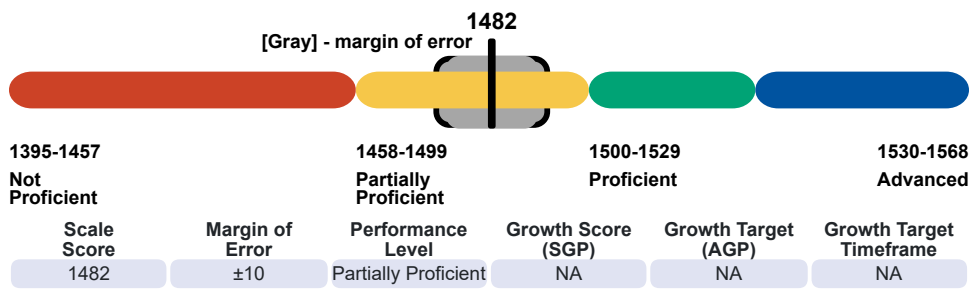 1482
[Gray] - margin of error
1395-1457 1458-1499 1500-1529 1530-1568
Not Partially Proficient Advanced
Proficient Proficient
Scale Margin of Performance Growth Score Growth Target Growth Target
Score Error Level (SGP) (AGP) Timeframe
1482 ±10 Partially Proficient NA NA NA